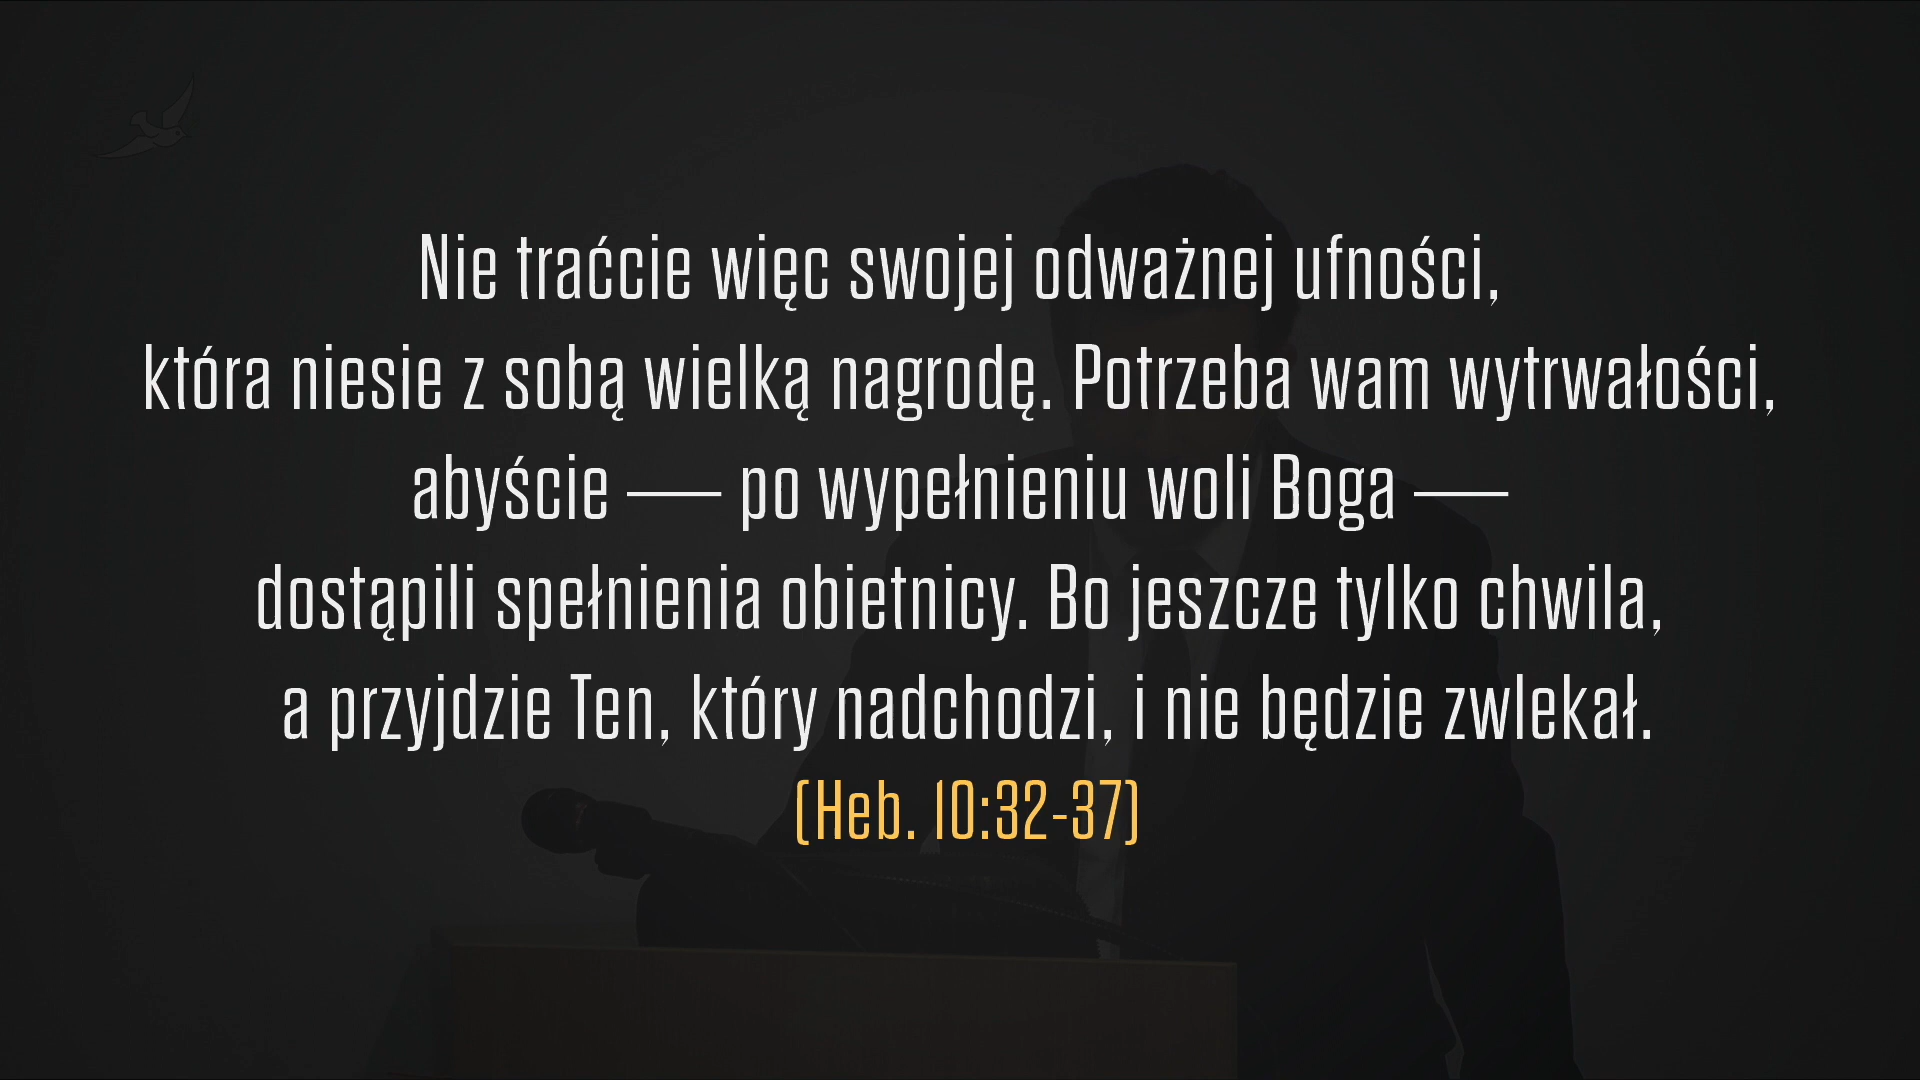 Nie traćcie więc swojej odważnej ufności,
która niesie z sobą wielką nagrodę. Potrzeba wam wytrwałości,
abyście — po wypełnieniu woli Boga —
dostąpili spełnienia obietnicy. Bo jeszcze tylko chwila,
a przyjdzie Ten, który nadchodzi, i nie będzie zwlekał.
(Heb. 10:32-37)